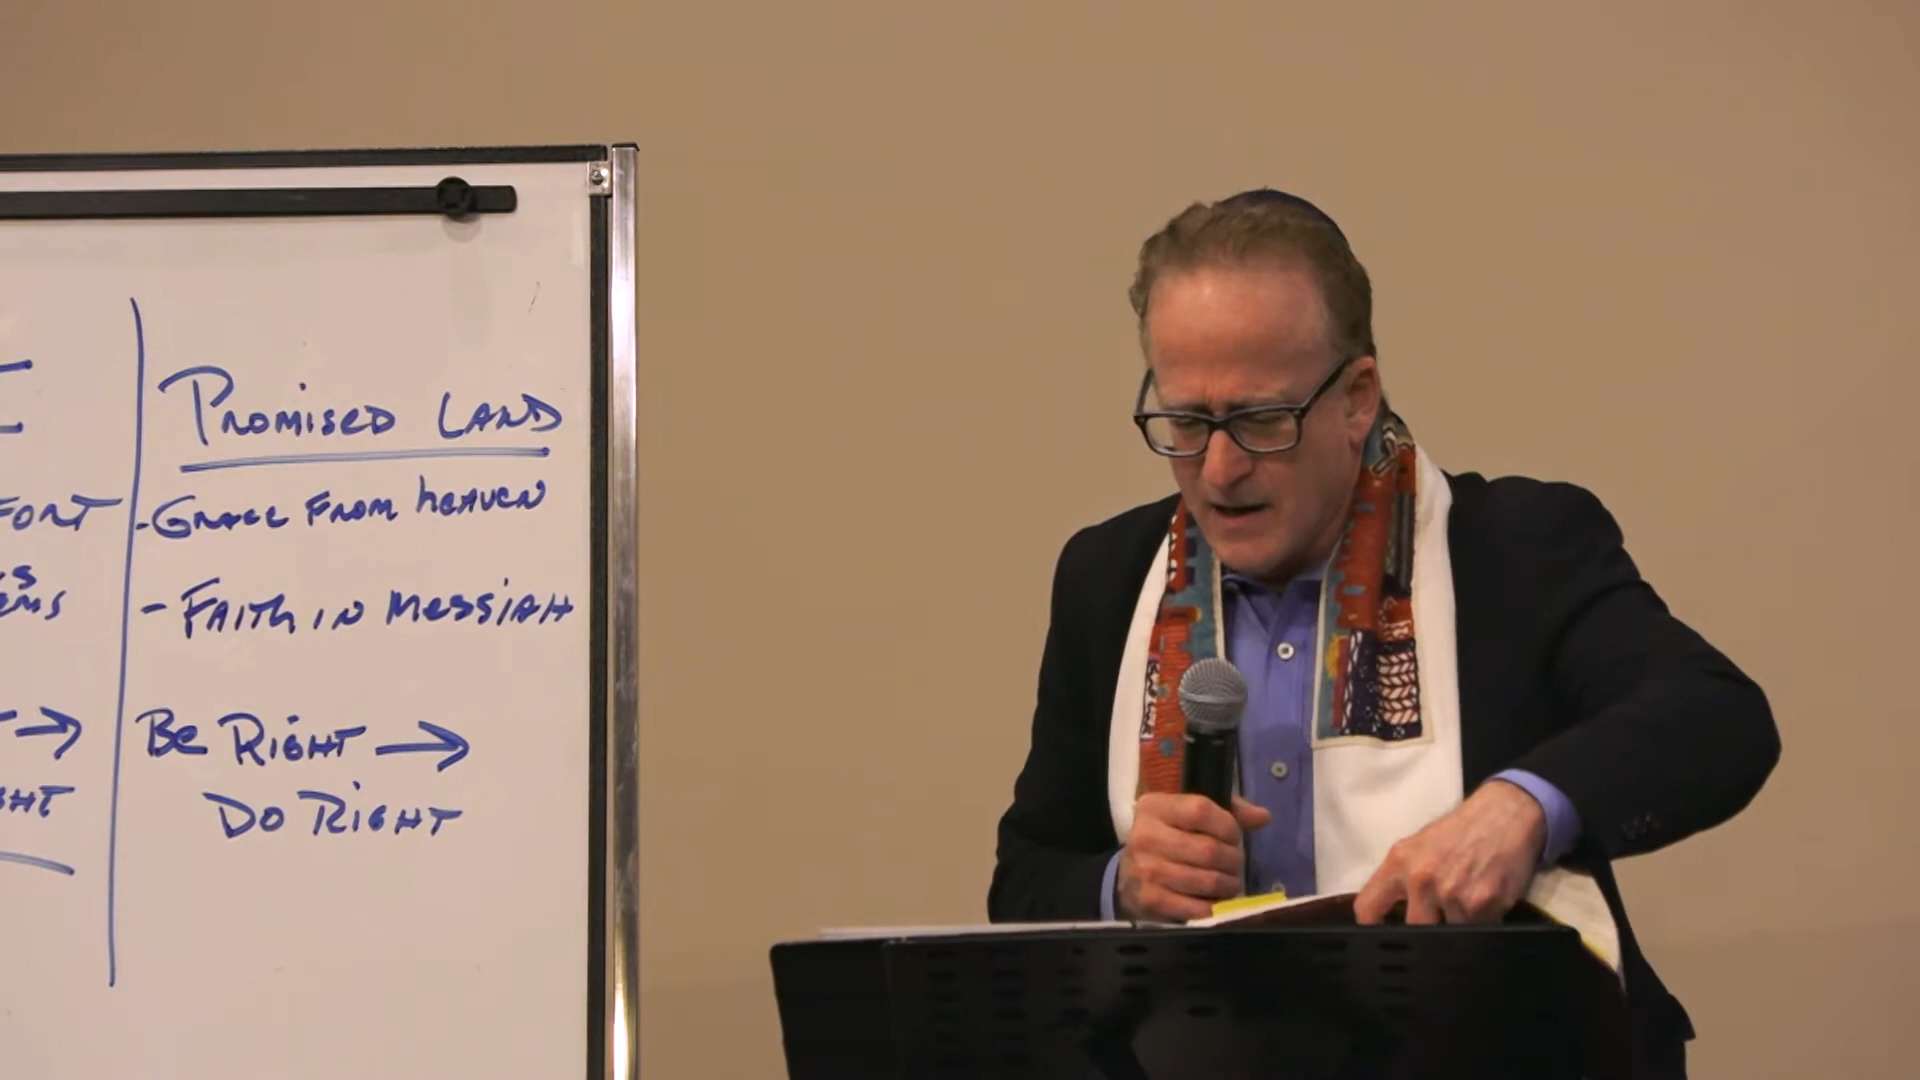 PROMISED LAND
-GRACE FROM HEAVEN
- FAITH IN MESSIAH
BE RIGHT →
DO RIGHT